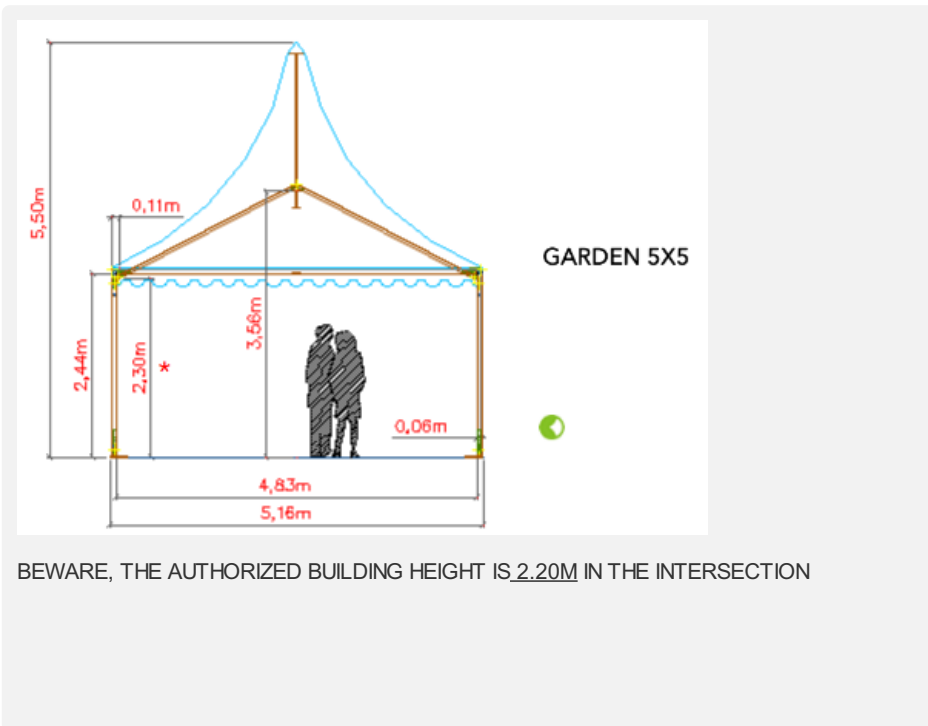 5,50m
0,11m
GARDEN 5X5
3,56m
2,44m
2,30m *
0,06m
4,83m
5,16m
BEWARE, THE AUTHORIZED BUILDING HEIGHT IS 2.20M IN THE INTERSECTION